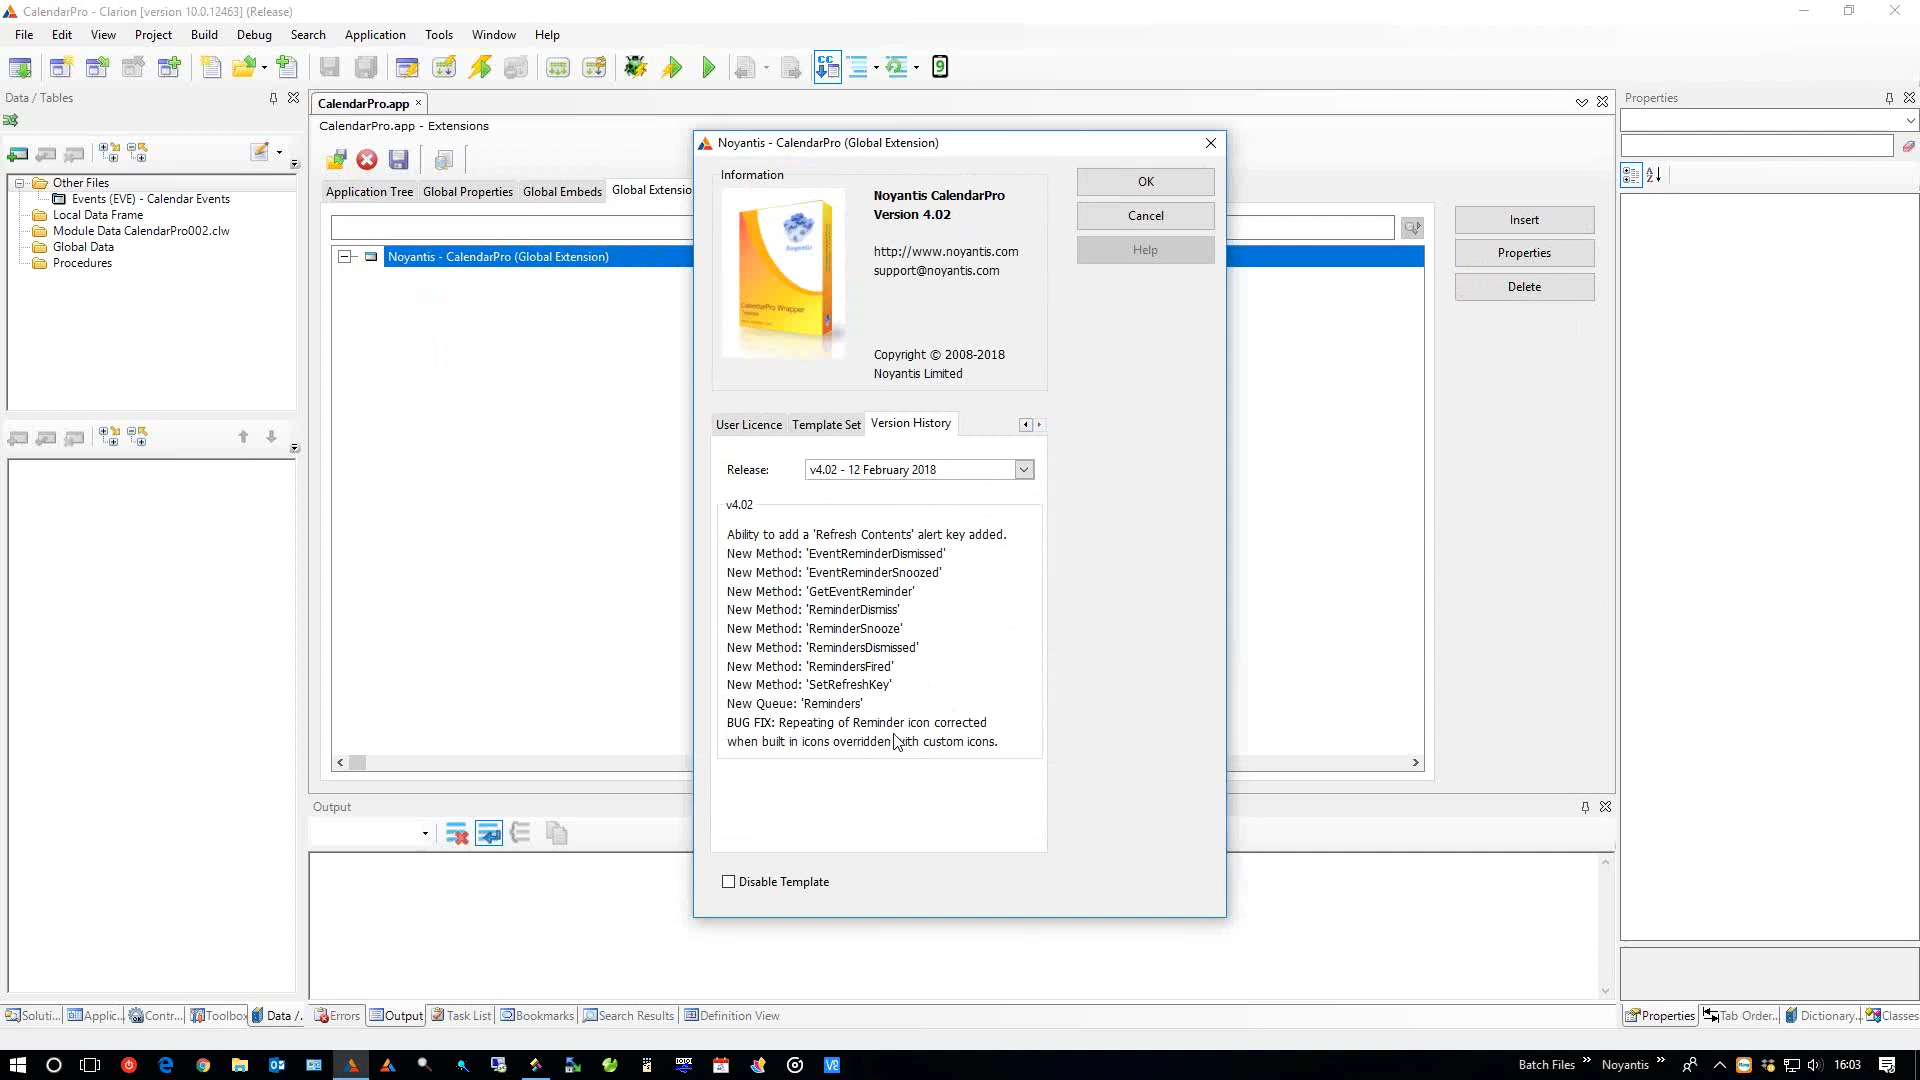 CalendarPro - Clarion [version 10.0.12463] (Release)
File Edit View Project Build Debug Search Application Tools Window Help
Data / Tables
Other Files
Events (EVE) - Calendar Events
Local Data Frame
Module Data CalendarPro002.clw
Global Data
Procedures
CalendarPro.app
CalendarPro.app - Extensions
Application Tree Global Properties Global Embeds Global Extensio
Noyantis - CalendarPro (Global Extension)
Insert
Properties
Delete
Noyantis - CalendarPro (Global Extension)
Information
Noyantis CalendarPro
Version 4.02
http://www.noyantis.com
support@noyantis.com
Copyright © 2008-2018
Noyantis Limited
Noyantis
CalendarPro Wrapper
OK
Cancel
Help
User Licence Template Set Version History
Release: v4.02 - 12 February 2018
v4.02
Ability to add a 'Refresh Contents' alert key added.
New Method: 'EventReminderDismissed'
New Method: 'EventReminderSnoozed'
New Method: 'GetEventReminder'
New Method: 'ReminderDismiss'
New Method: 'ReminderSnooze'
New Method: 'RemindersDismissed'
New Method: 'RemindersFired'
New Method: 'SetRefreshKey'
New Queue: 'Reminders'
BUG FIX: Repeating of Reminder icon corrected
when built in icons overridden with custom icons.
Disable Template
Properties
Output
Soluti... Applic... Contr... Toolbox Data /. Errors Output Task List Bookmarks Search Results Definition View
Properties Tab Order.. Dictionary.. Classes
Batch Files Noyantis 16:03